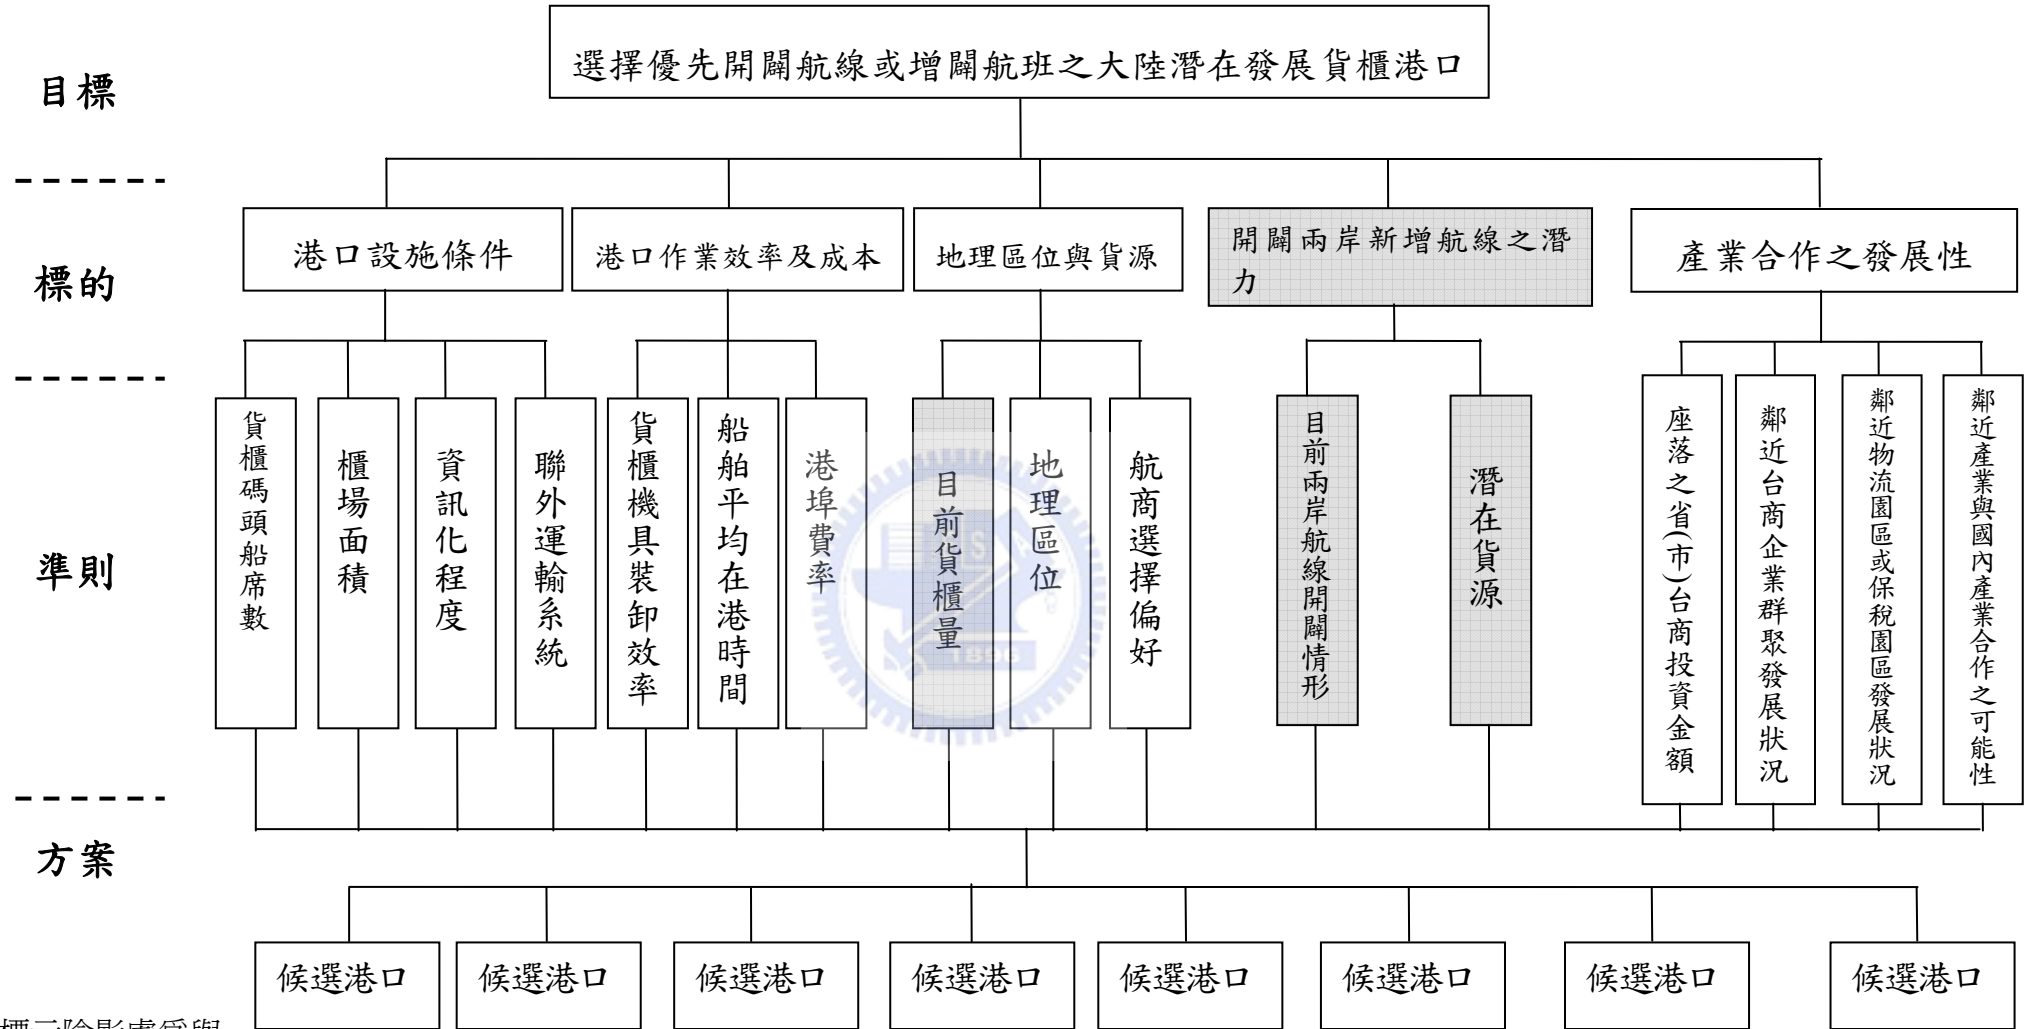 選擇優先開闢航線或增闢航班之大陸潛在發展貨櫃港口
目標
標的
港口設施條件
港口作業效率及成本
地理區位與貨源
開闢兩岸新增航線之潛
力
產業合作之發展性
準則
貨櫃碼頭船席數
櫃場面積
資訊化程度
聯外運輸系統
貨櫃機具裝卸效率
船舶平均在港時間
港埠費率
目前貨櫃量
地理區位
航商選擇偏好
目前兩岸航線開闢情形
潛在貨源
座落之省(市)台商投資金額
鄰近台商企業群聚發展狀況
鄰近物流園區或保稅園區發展狀況
鄰近產業與國內產業合作之可能性
1896
方案
候選港口
候選港口
候選港口
候選港口
候選港口
候選港口
候選港口
候選港口